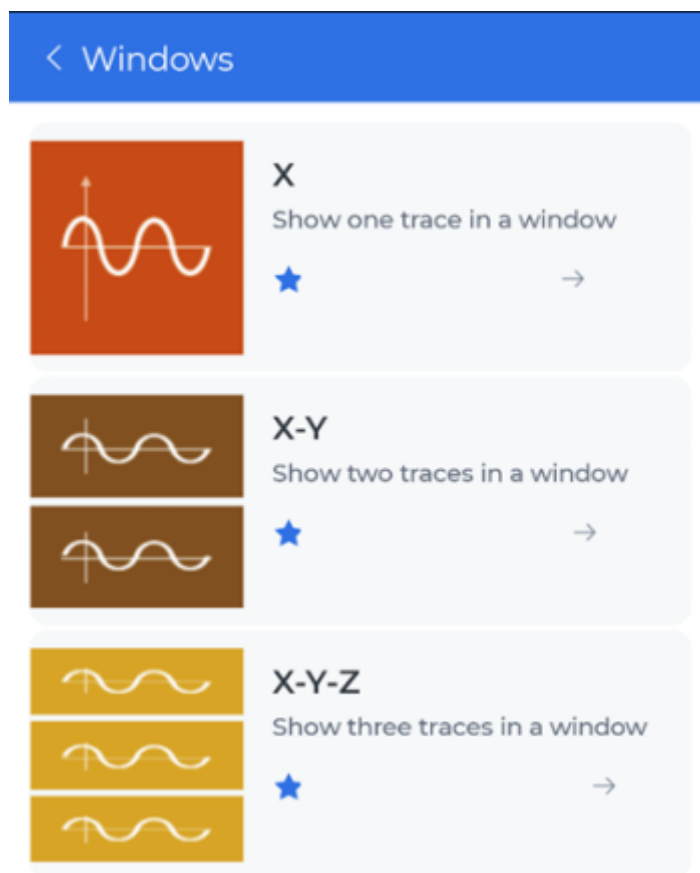 Windows
X
Show one trace in a window
X-Y
Show two traces in a window
X-Y-Z
Show three traces in a window